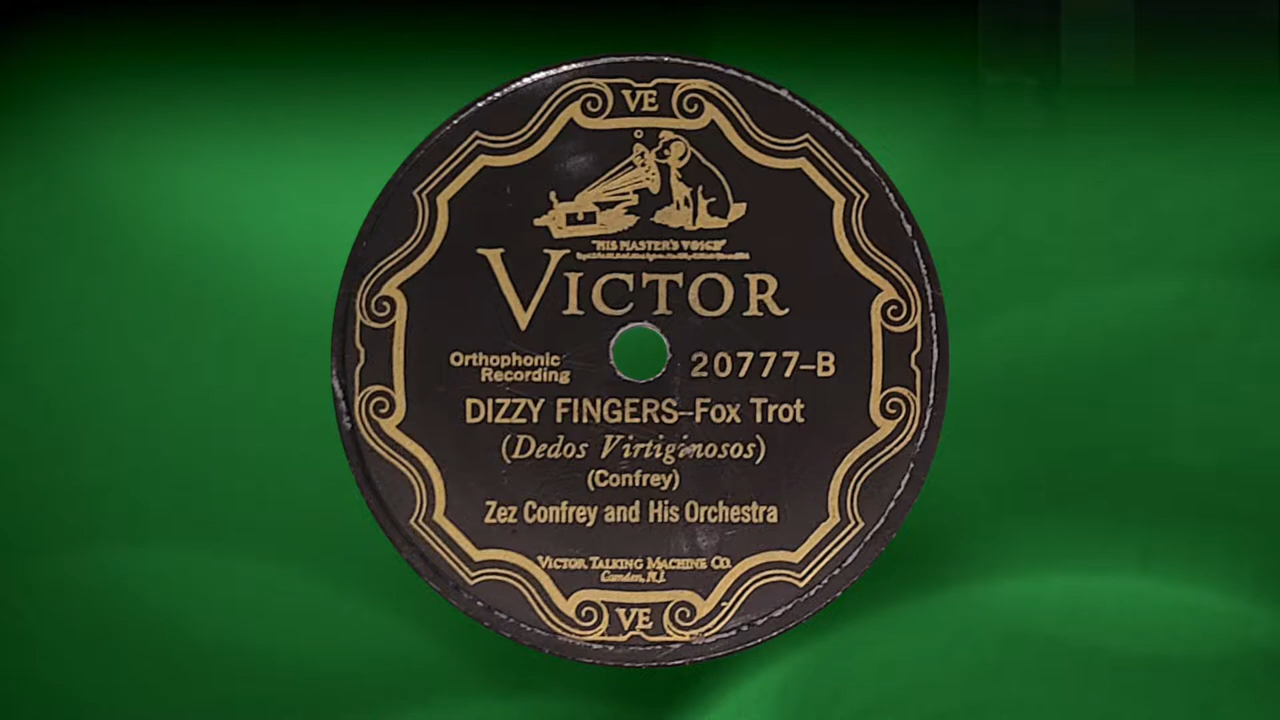 VE
"HIS MASTER'S VOICE"
VICTOR
Orthophonic
Recording
20777-B
DIZZY FINGERS-Fox Trot
(Dedos Virtiginosos)
(Confrey)
Zez Confrey and His Orchestra
VICTOR TALKING MACHINE CO.
Camden, N.J.
VE